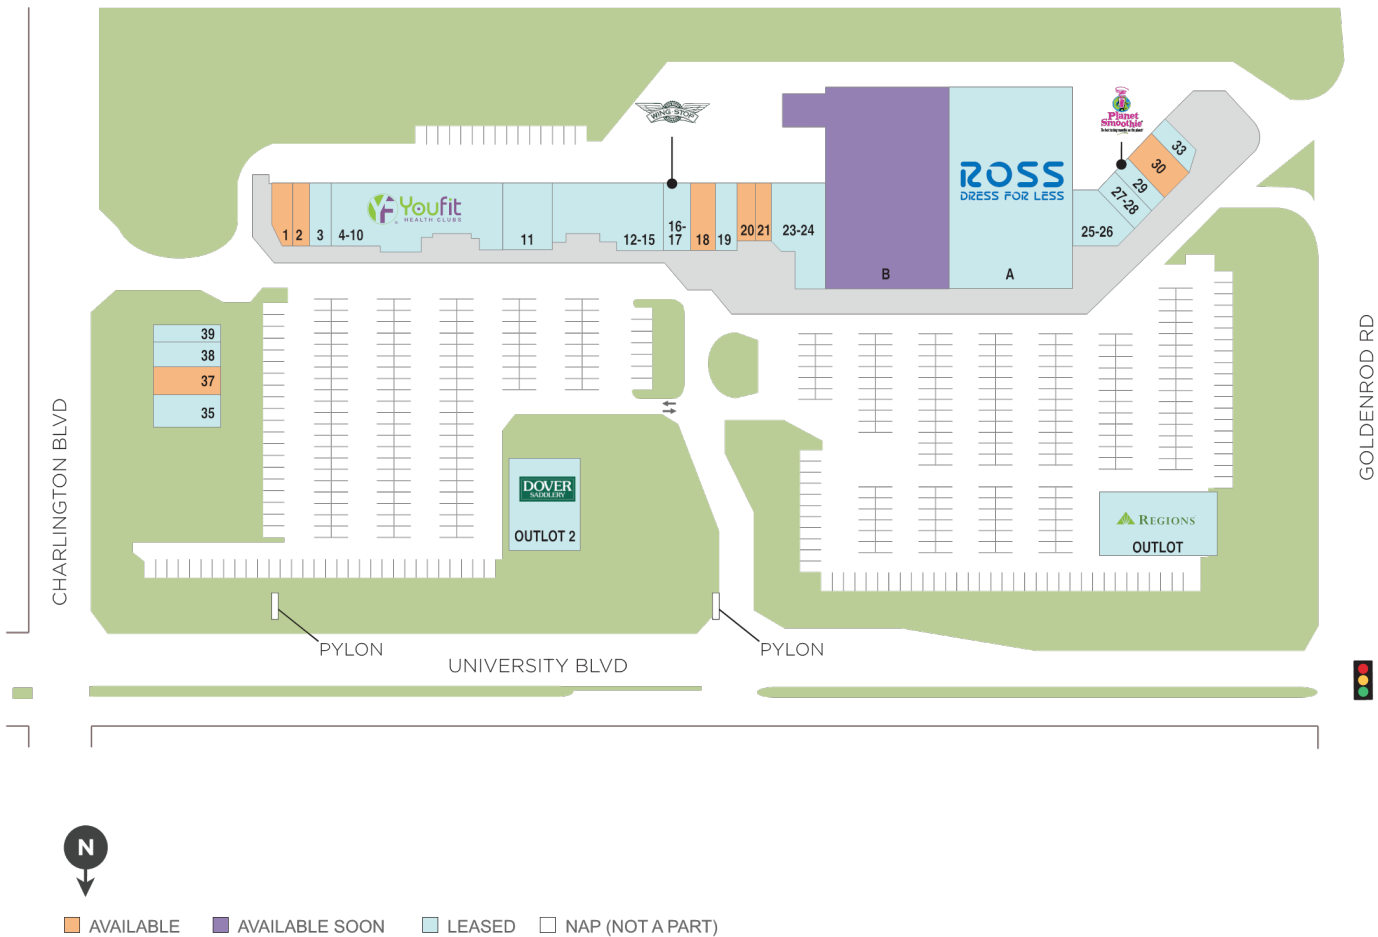 WING STOP
Planet
Smoothie
33
30
29
27-28
25-26
ROSS
DRESS FOR LESS
A
B
Youfit
HEALTH CLUBS
1
2
3
4-10
11
12-15
16-
17
18
19
20
21
23-24
39
38
37
35
CHARLINGTON BLVD
GOLDENROD RD
DOVER
SADDLERY
OUTLOT 2
REGIONS
OUTLOT
PYLON
PYLON
UNIVERSITY BLVD
N
AVAILABLE
AVAILABLE SOON
LEASED
NAP (NOT A PART)